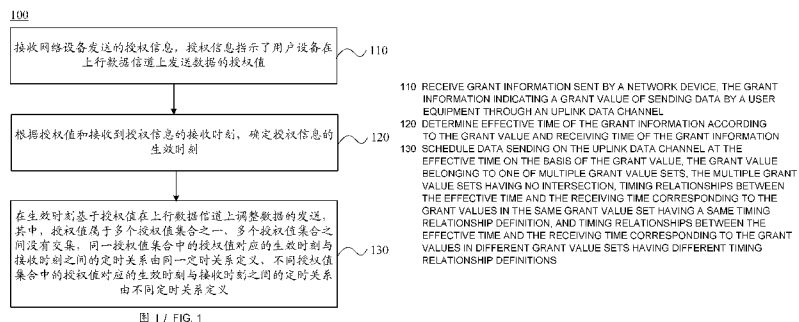 100
接收网络设备发送的授权信息，授权信息指示了用户设备在
上行数据信道上发送数据的授权值
110
根据授权值和接收到授权信息的接收时刻，确定授权信息的
生效时刻
120
在生效时刻基于授权值在上行数据信道上调整数据的发送，
其中，授权值属于多个授权值集合之一，多个授权值集合之
间没有交集，同一授权值集合中的授权值对应的生效时刻与
接收时刻之间的定时关系由同一定时关系定义，不同授权值
集合中的授权值对应的生效时刻与接收时刻之间的定时关系
由不同定时关系定义
130
图 1 / FIG. 1
110 RECEIVE GRANT INFORMATION SENT BY A NETWORK DEVICE, THE GRANT
INFORMATION INDICATING A GRANT VALUE OF SENDING DATA BY A USER
EQUIPMENT THROUGH AN UPLINK DATA CHANNEL
120 DETERMINE EFFECTIVE TIME OF THE GRANT INFORMATION ACCORDING
TO THE GRANT VALUE AND RECEIVING TIME OF THE GRANT INFORMATION
130 SCHEDULE DATA SENDING ON THE UPLINK DATA CHANNEL AT THE
EFFECTIVE TIME ON THE BASIS OF THE GRANT VALUE, THE GRANT VALUE
BELONGING TO ONE OF MULTIPLE GRANT VALUE SETS, THE MULTIPLE GRANT
VALUE SETS HAVING NO INTERSECTION, TIMING RELATIONSHIPS BETWEEN
THE EFFECTIVE TIME AND THE RECEIVING TIME CORRESPONDING TO THE
GRANT VALUES IN THE SAME GRANT VALUE SET HAVING A SAME TIMING
RELATIONSHIP DEFINITION, AND TIMING RELATIONSHIPS BETWEEN THE
EFFECTIVE TIME AND THE RECEIVING TIME CORRESPONDING TO THE GRANT
VALUES IN DIFFERENT GRANT VALUE SETS HAVING DIFFERENT TIMING
RELATIONSHIP DEFINITIONS